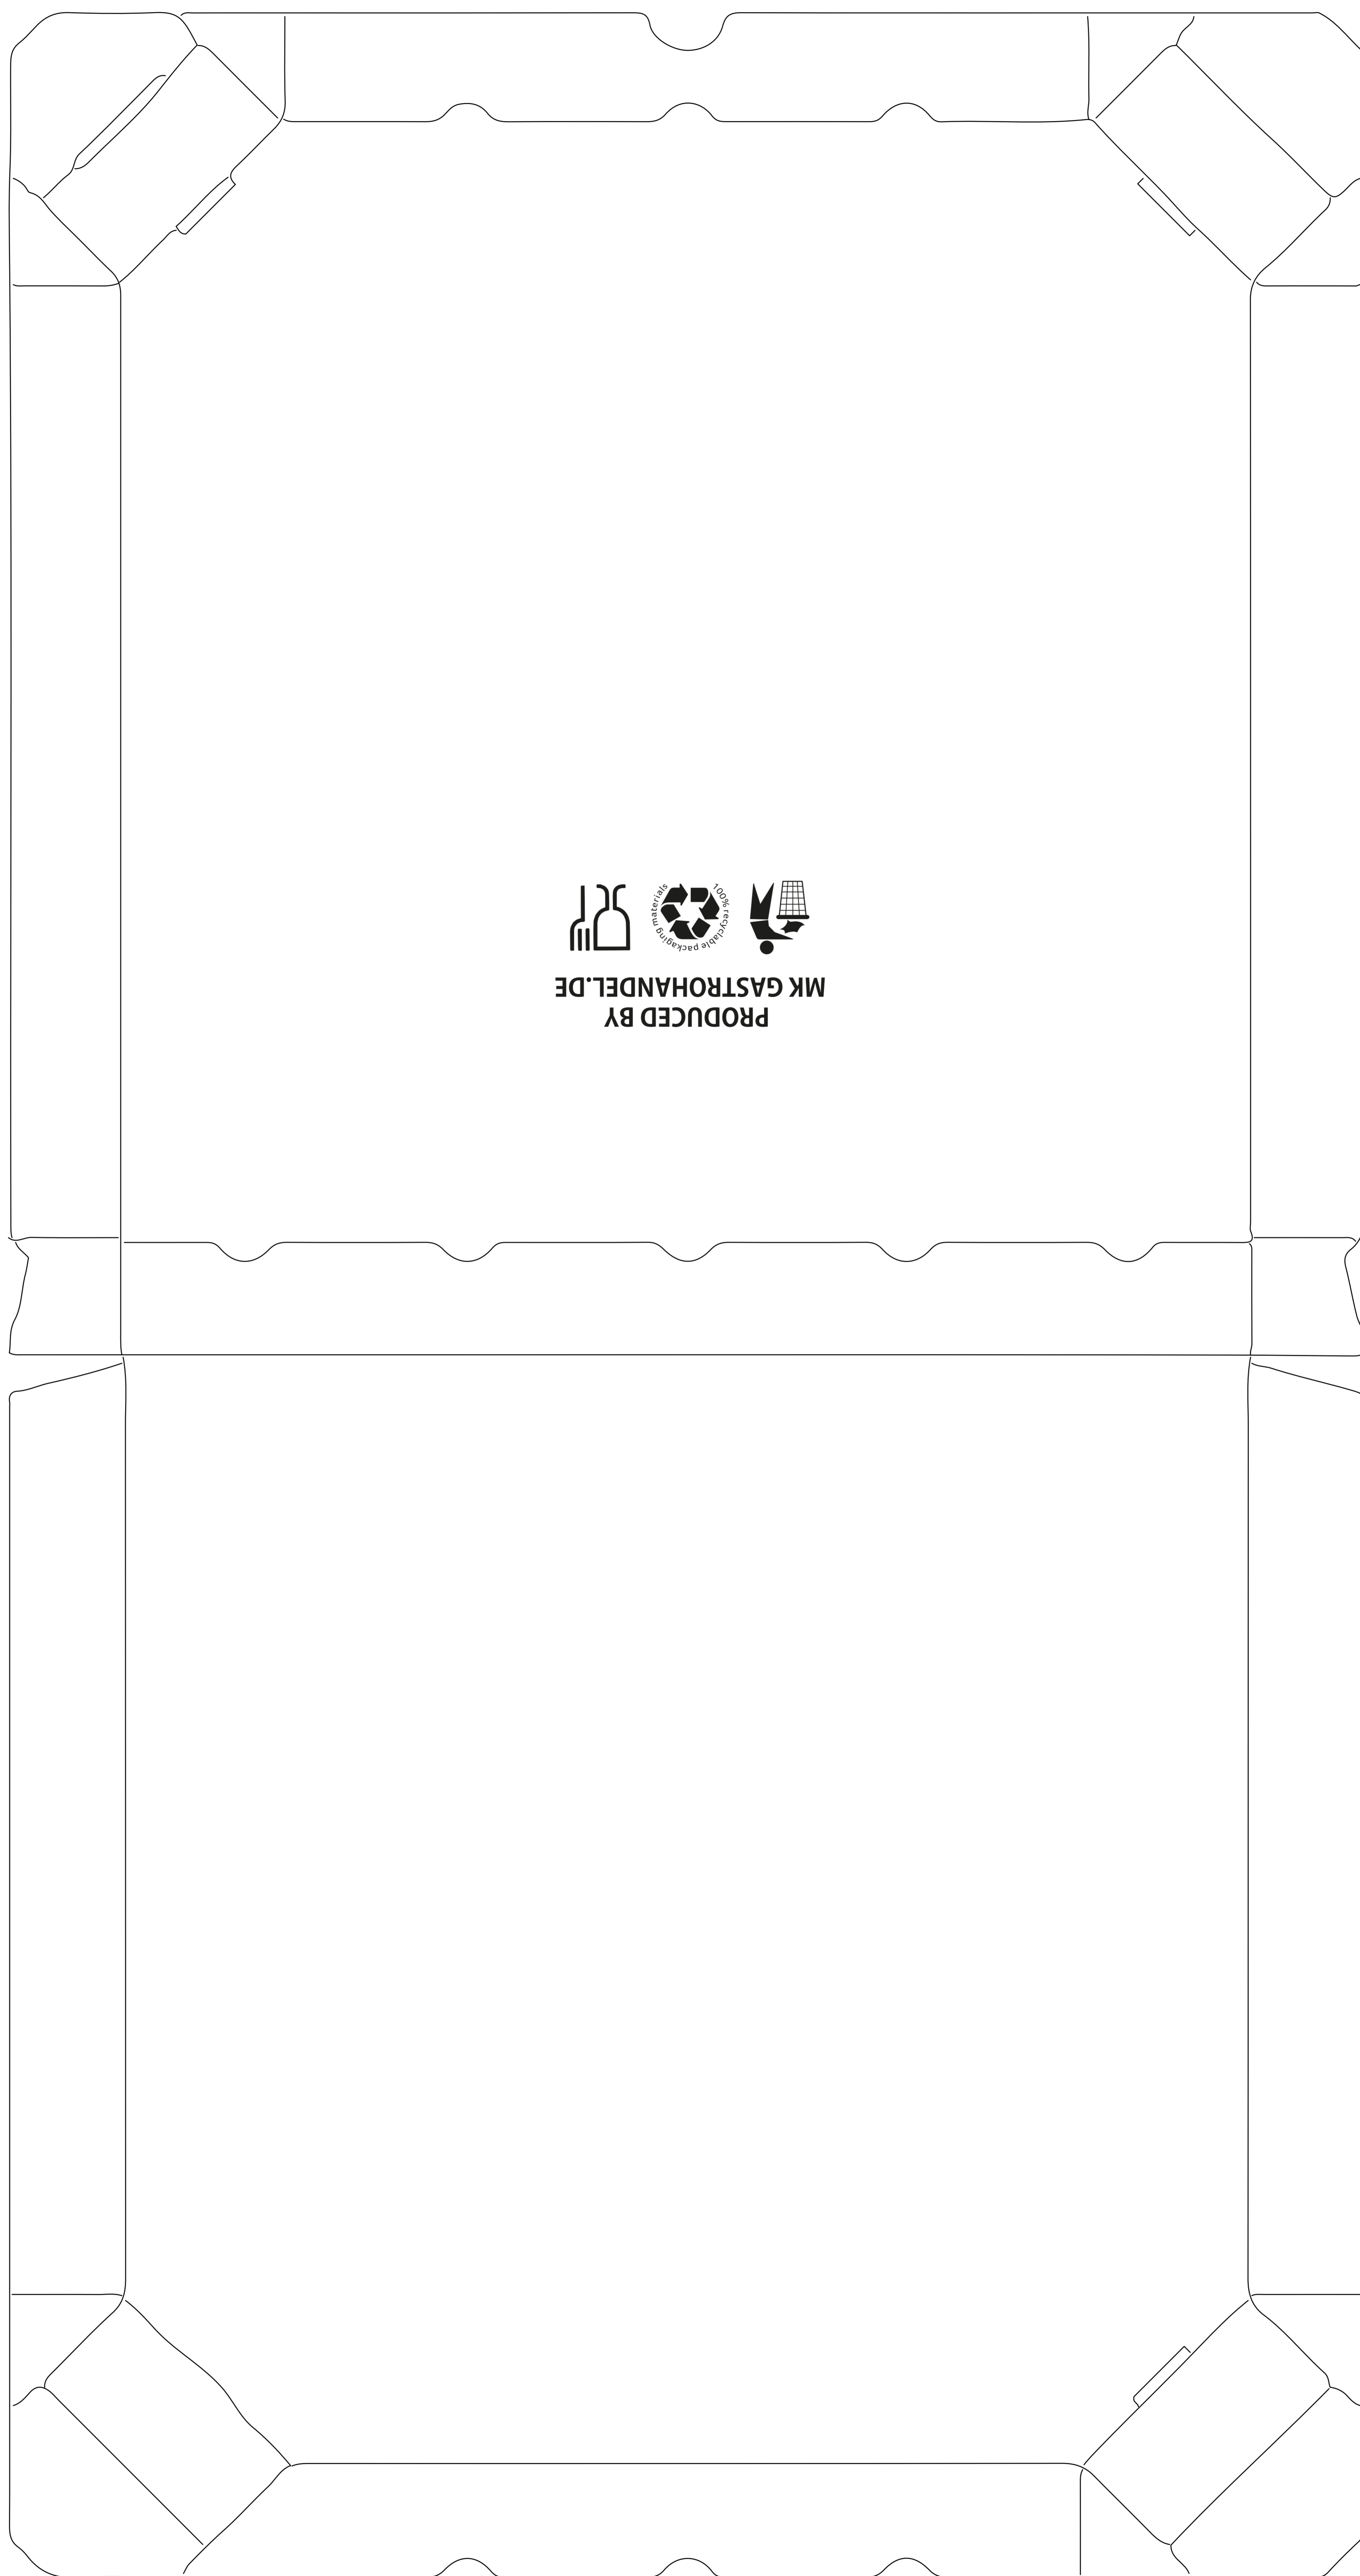 PRODUCED BY
MK GASTROHANDEL.DE
100% recyclable packaging materials